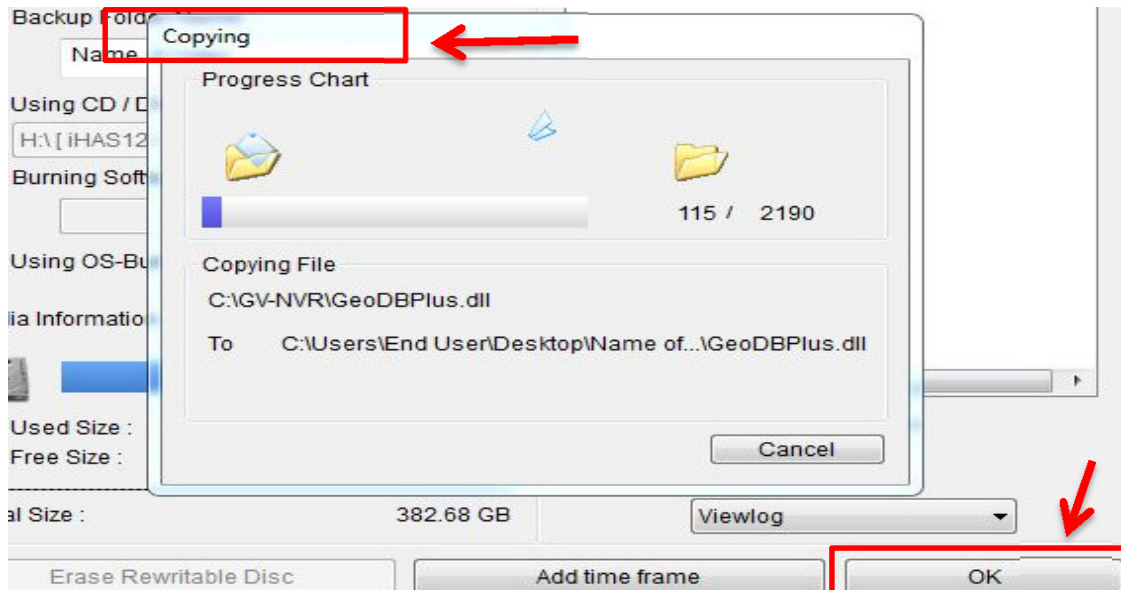 Backup Folde
Copying
Name
Progress Chart
Using CD / D
H:\ [ iHAS12
Burning Soft
115 / 2190
Using OS-Bu
Copying File
C:\GV-NVR\GeoDBPlus.dll
ia Informatio
To C:\Users\End User\Desktop\Name of...\GeoDBPlus.dll
Used Size :
Cancel
Free Size :
al Size : 382.68 GB
Viewlog
Erase Rewritable Disc
Add time frame
OK